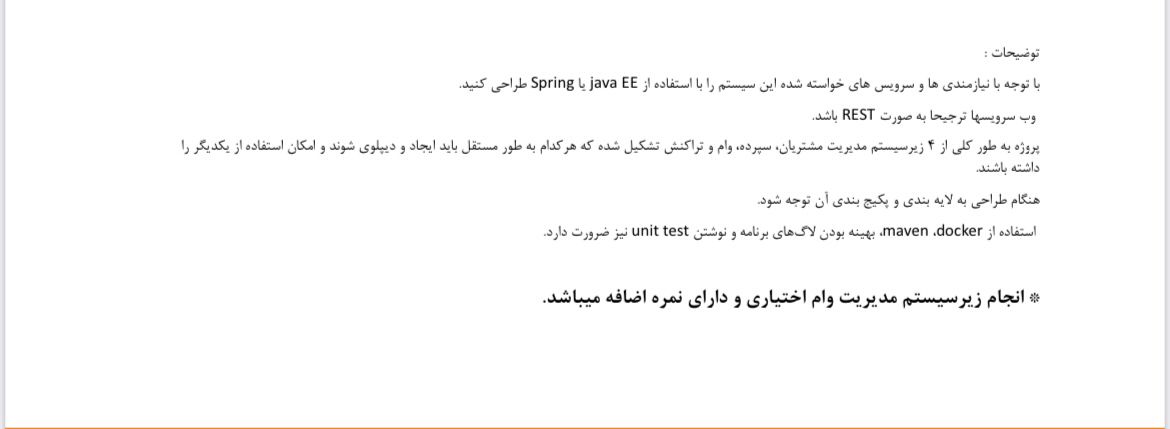 توضیحات :
با توجه با نیازمندی ها و سرویس های خواسته شده این سیستم را با استفاده از java EE یا Spring طراحی کنید.
وب سرویسها ترجیحا به صورت REST باشد.
پروژه به طور کلی از ۴ زیرسیستم مدیریت مشتریان، سپرده، وام و تراکنش تشکیل شده که هرکدام به طور مستقل باید ایجاد و دیپلوی شوند و امکان استفاده از یکدیگر را
داشته باشند.
هنگام طراحی به لایه بندی و پکیج بندی آن توجه شود.
استفاده از maven ،docker، بهینه بودن لاگ‌های برنامه و نوشتن unit test نیز ضرورت دارد.
* انجام زیرسیستم مدیریت وام اختیاری و دارای نمره اضافه میباشد.